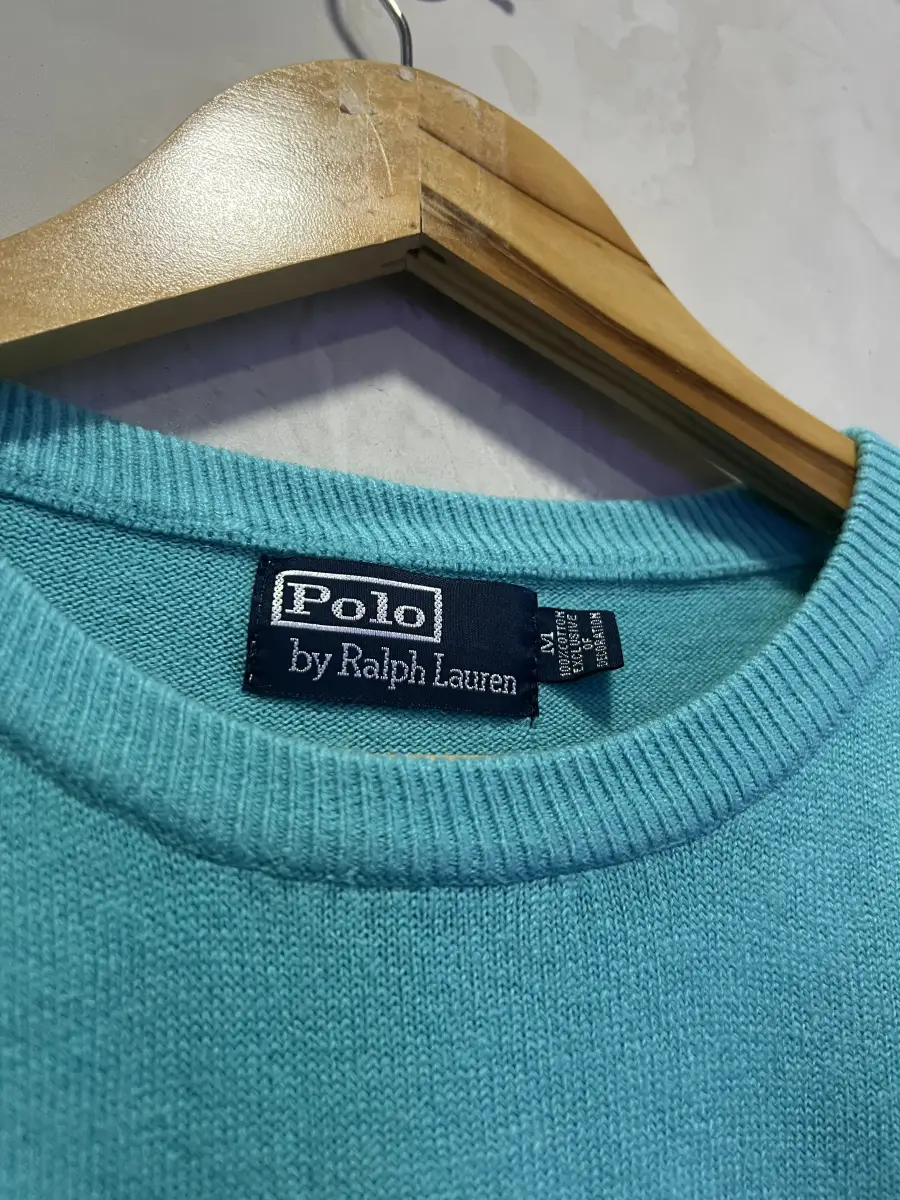 Polo
by Ralph Lauren
M
100%COTTON
EXCLUSIVE
OF
DECORATION